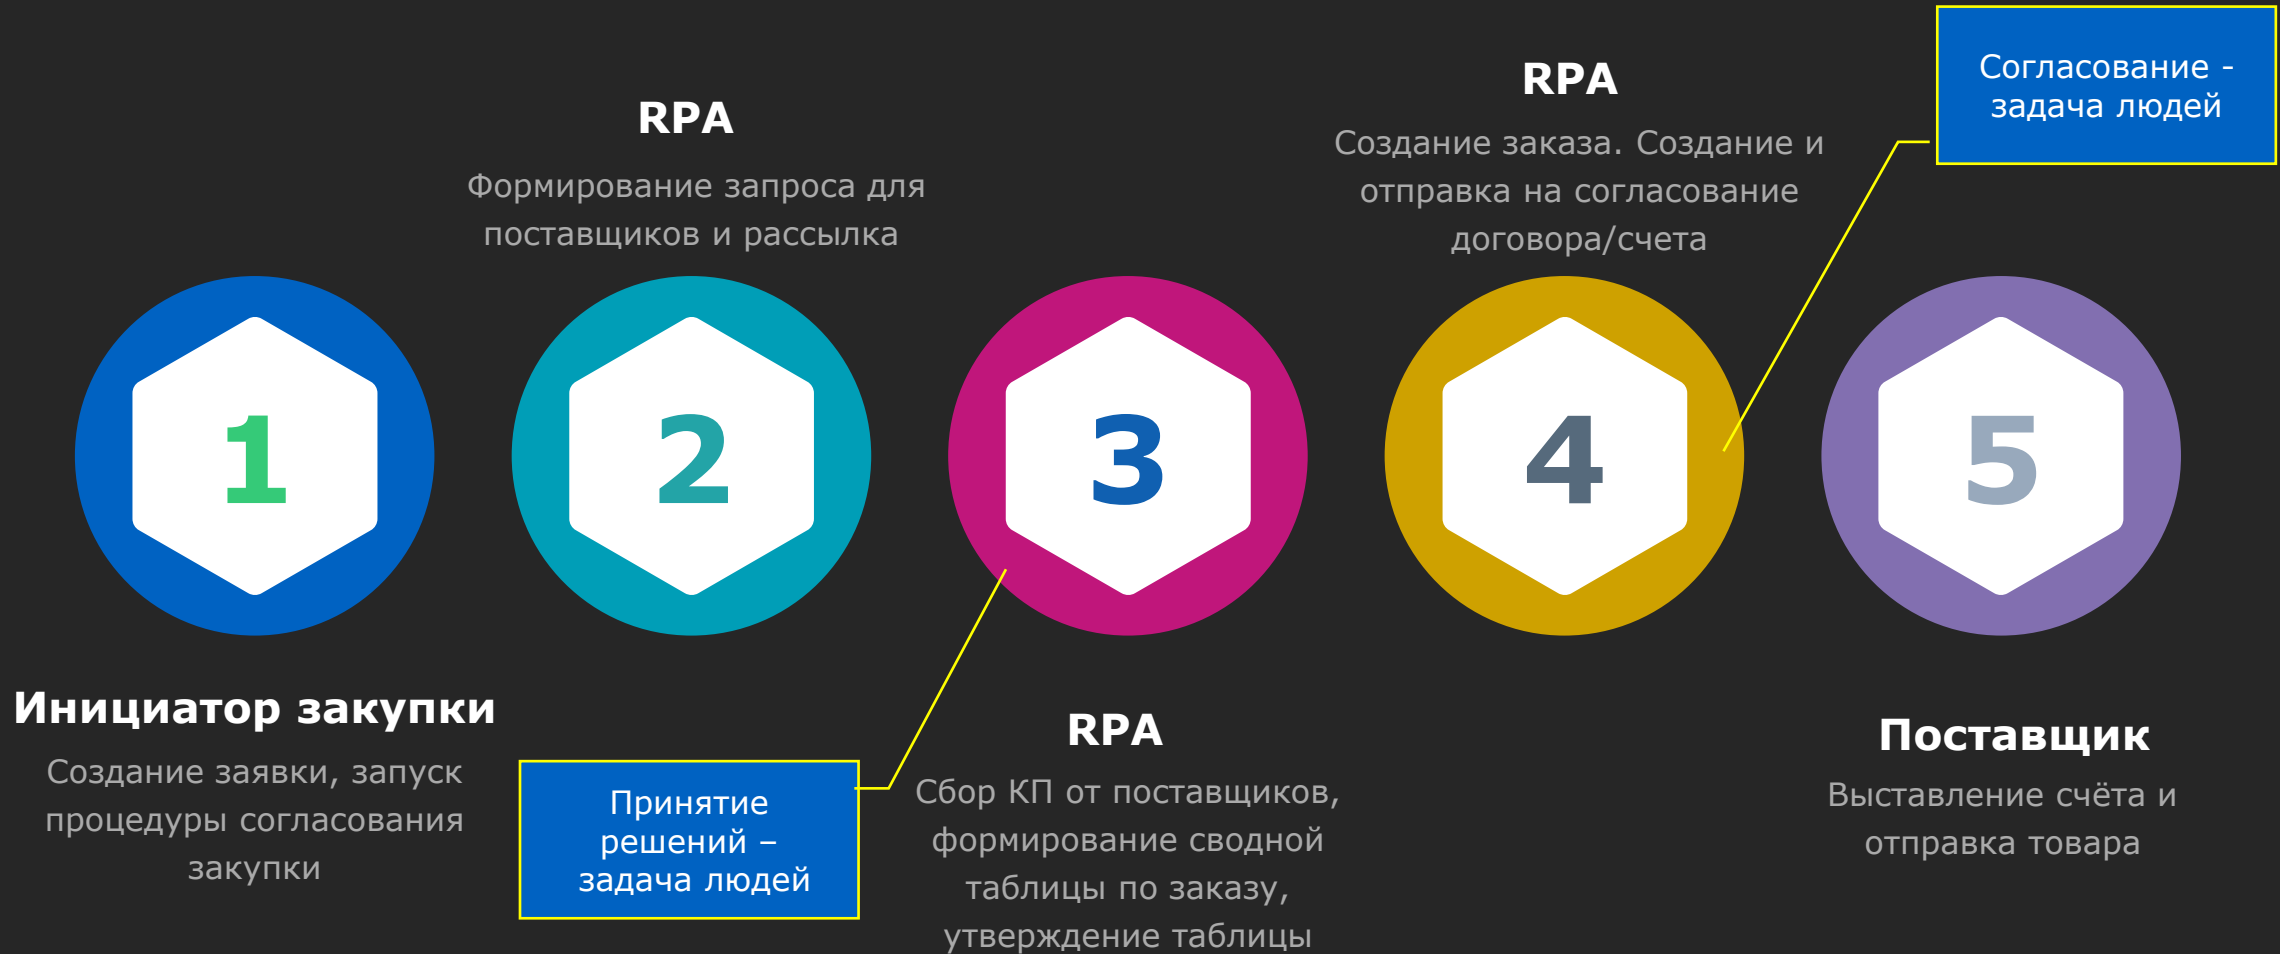 1
Инициатор закупки
Создание заявки, запуск
процедуры согласования
закупки
RPA
Формирование запроса для
поставщиков и рассылка
2
3
RPA
Сбор КП от поставщиков,
формирование сводной
таблицы по заказу,
утверждение таблицы
Принятие
решений –
задача людей
RPA
Создание заказа. Создание и
отправка на согласование
договора/счета
4
Согласование -
задача людей
5
Поставщик
Выставление счёта и
отправка товара